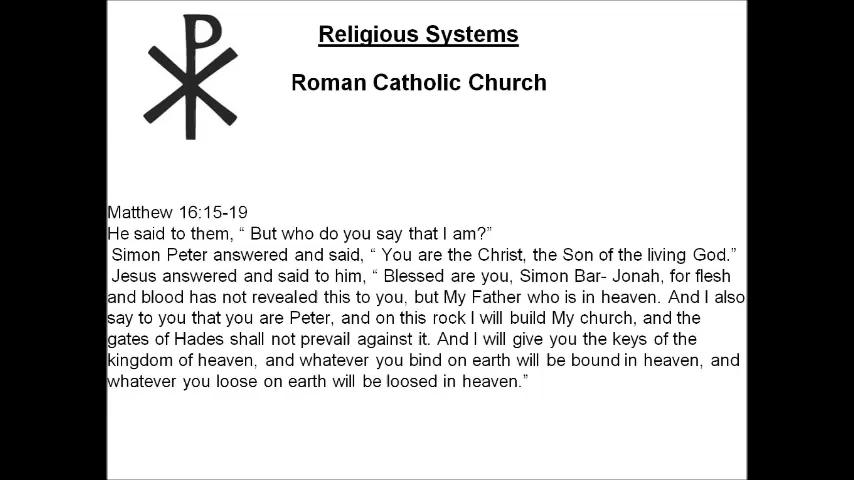 Religious Systems
Roman Catholic Church
Matthew 16:15-19
He said to them, “ But who do you say that I am?”
Simon Peter answered and said, “ You are the Christ, the Son of the living God.”
Jesus answered and said to him, “ Blessed are you, Simon Bar- Jonah, for flesh
and blood has not revealed this to you, but My Father who is in heaven. And I also
say to you that you are Peter, and on this rock I will build My church, and the
gates of Hades shall not prevail against it. And I will give you the keys of the
kingdom of heaven, and whatever you bind on earth will be bound in heaven, and
whatever you loose on earth will be loosed in heaven.”